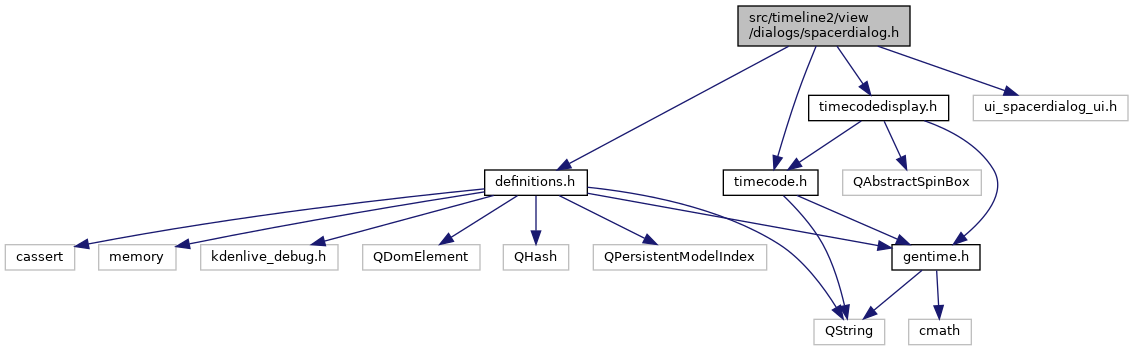 src/timeline2/view
/dialogs/spacerdialog.h
timecodedisplay.h
ui_spacerdialog_ui.h
definitions.h
timecode.h
QAbstractSpinBox
cassert
memory
kdenlive_debug.h
QDomElement
QHash
QPersistentModelIndex
gentime.h
QString
cmath